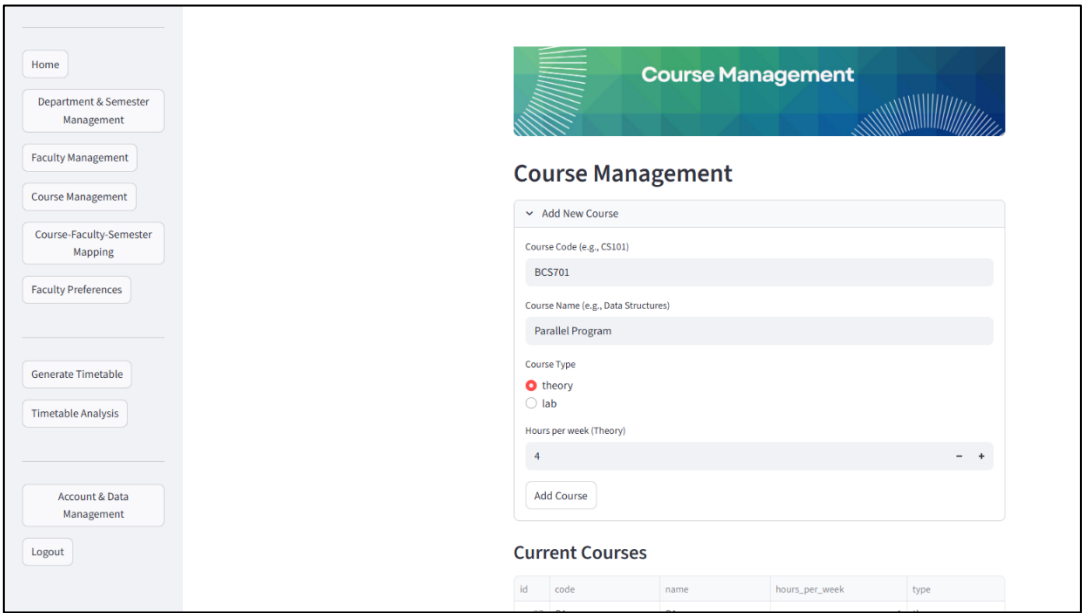 Home
Department & Semester
Management
Faculty Management
Course Management
Course-Faculty-Semester
Mapping
Faculty Preferences
Generate Timetable
Timetable Analysis
Account & Data
Management
Logout
Course Management
Course Management
Add New Course
Course Code (e.g., CS101)
BCS701
Course Name (e.g., Data Structures)
Parallel Program
Course Type
theory
lab
Hours per week (Theory)
4 - +
Add Course
Current Courses
id code name hours_per_week type